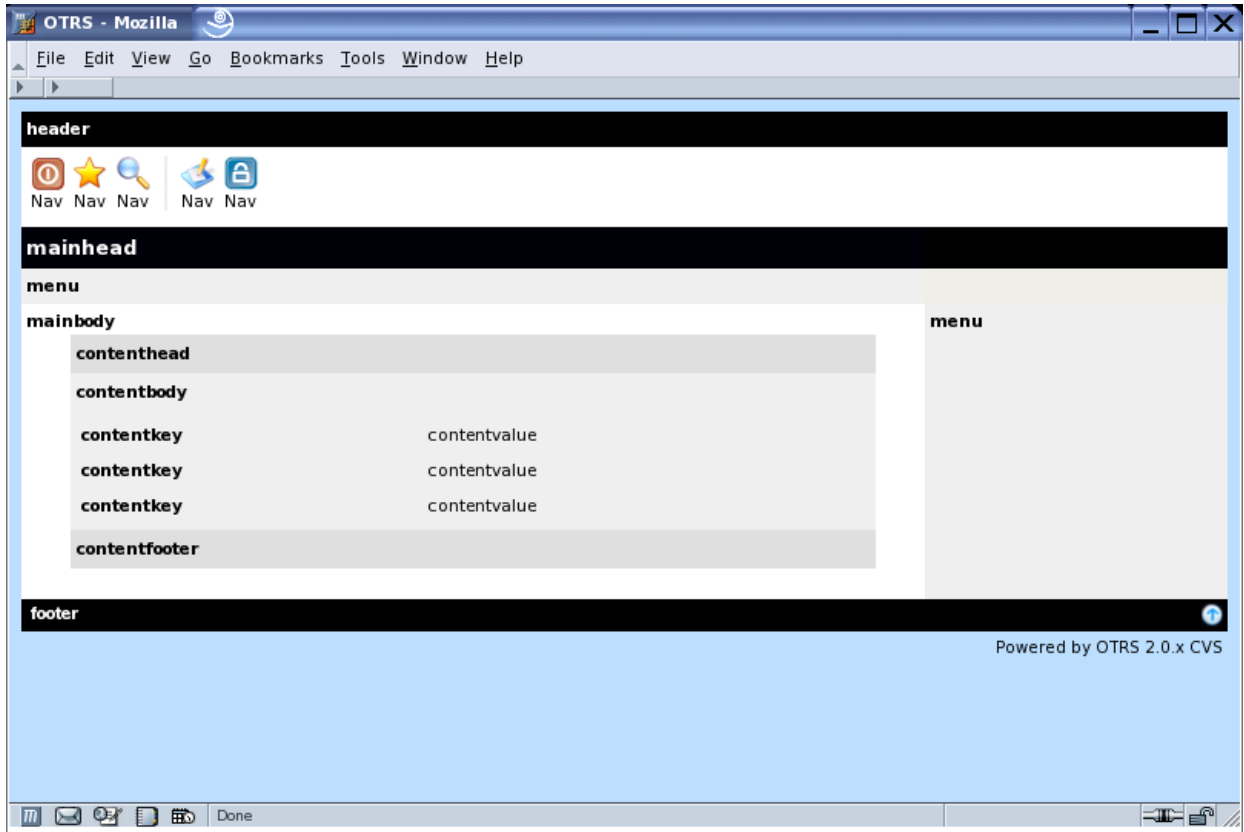 OTRS - Mozilla
File Edit View Go Bookmarks Tools Window Help
header
Nav Nav Nav Nav Nav
mainhead
menu
mainbody menu
contenthead
contentbody
contentkey contentvalue
contentkey contentvalue
contentkey contentvalue
contentfooter
footer
Powered by OTRS 2.0.x CVS
Done